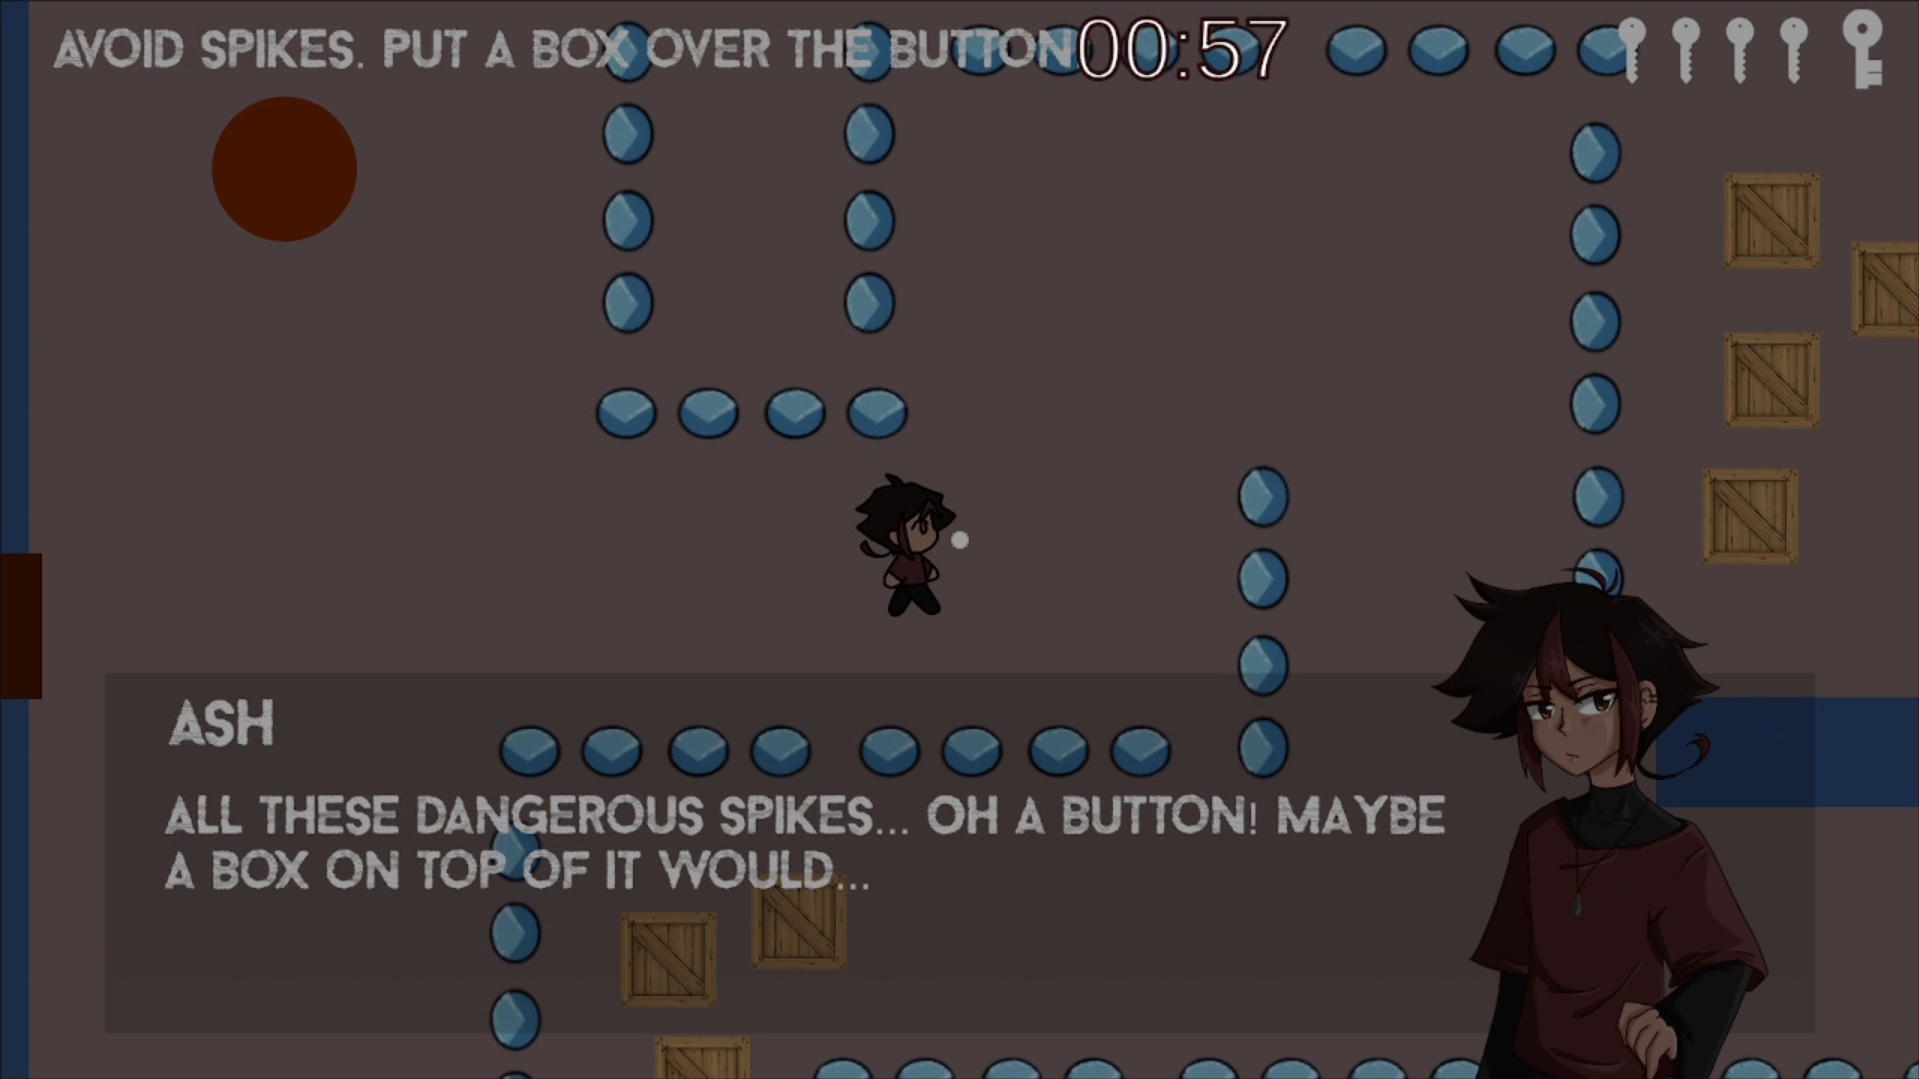 AVOID SPIKES. PUT A BOX OVER THE BUTTON
00:57
ASH
ALL THESE DANGEROUS SPIKES... OH A BUTTON! MAYBE
A BOX ON TOP OF IT WOULD...